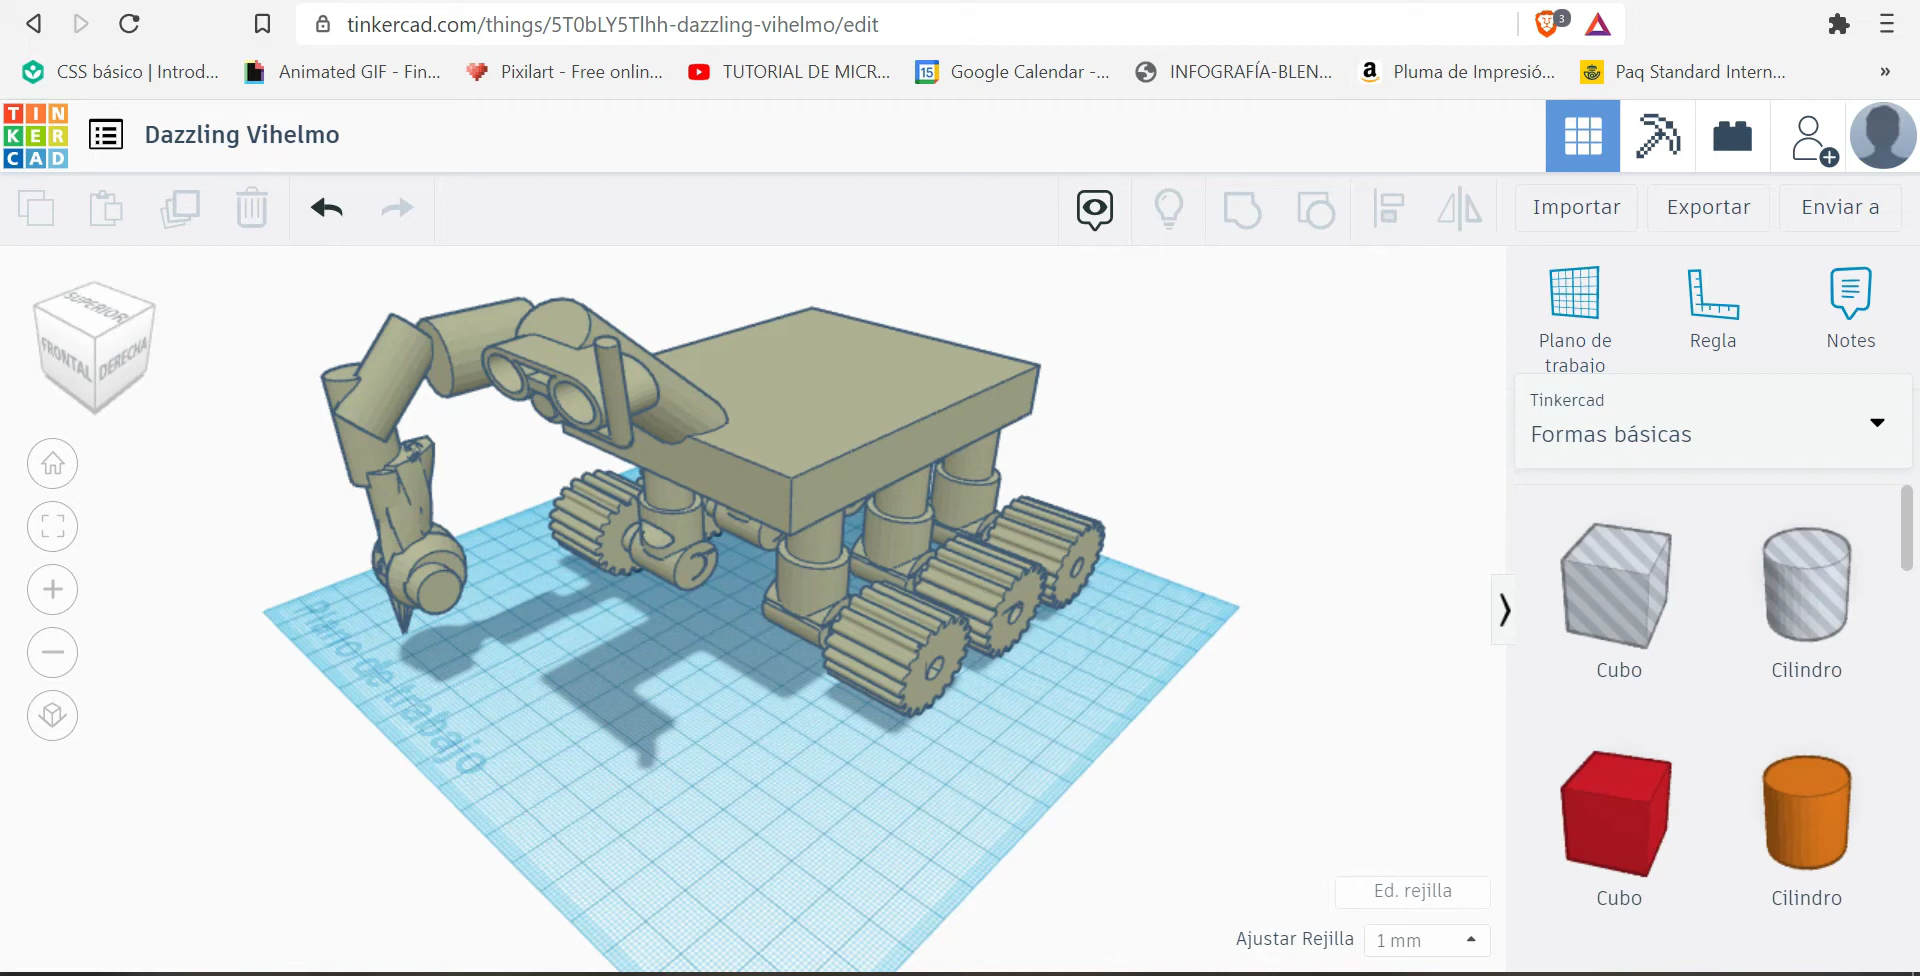 tinkercad.com/things/5T0bLY5Tlhh-dazzling-vihelmo/edit
3
CSS básico | Introd...
Animated GIF - Fin...
Pixilart - Free onlin...
TUTORIAL DE MICR...
15
Google Calendar -...
INFOGRAFÍA-BLEN...
a
Pluma de Impresió...
Paq Standard Intern...
»
TIN
KER
CAD
Dazzling Vihelmo
Importar
Exportar
Enviar a
SUPERIOR
FRONTAL
DERECHA
Plano de
trabajo
Regla
Notes
Tinkercad
Formas básicas
Cubo
Cilindro
Cubo
Cilindro
Plano de trabajo
Ed. rejilla
Ajustar Rejilla
1 mm